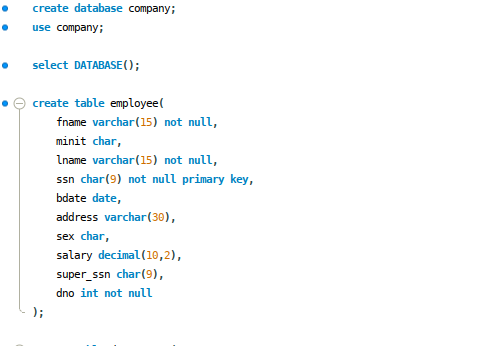 create database company;
use company;
select DATABASE();
create table employee(
fname varchar(15) not null,
minit char,
lname varchar(15) not null,
ssn char(9) not null primary key,
bdate date,
address varchar(30),
sex char,
salary decimal(10,2),
super_ssn char(9),
dno int not null
);